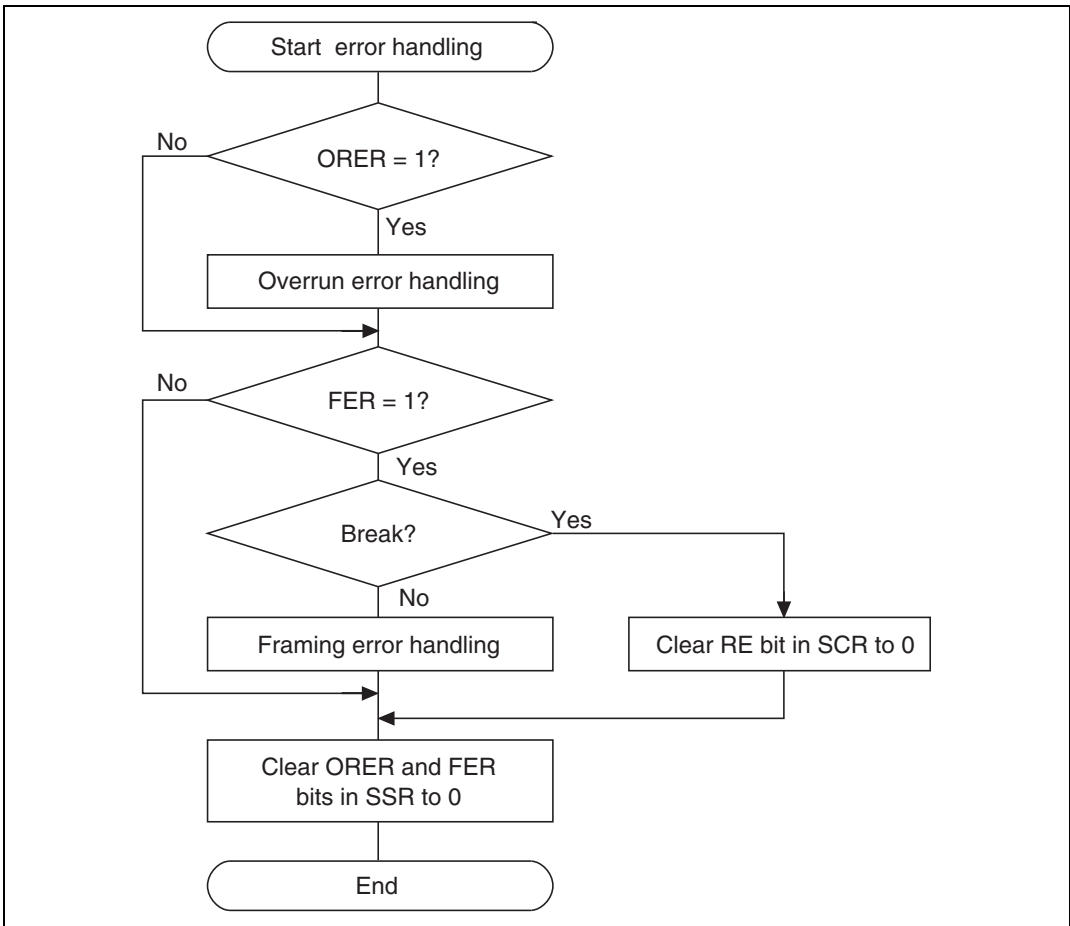 Start error handling
No
ORER = 1?
Yes
Overrun error handling
No
FER = 1?
Yes
Break?
Yes
No
Framing error handling
Clear RE bit in SCR to 0
Clear ORER and FER
bits in SSR to 0
End